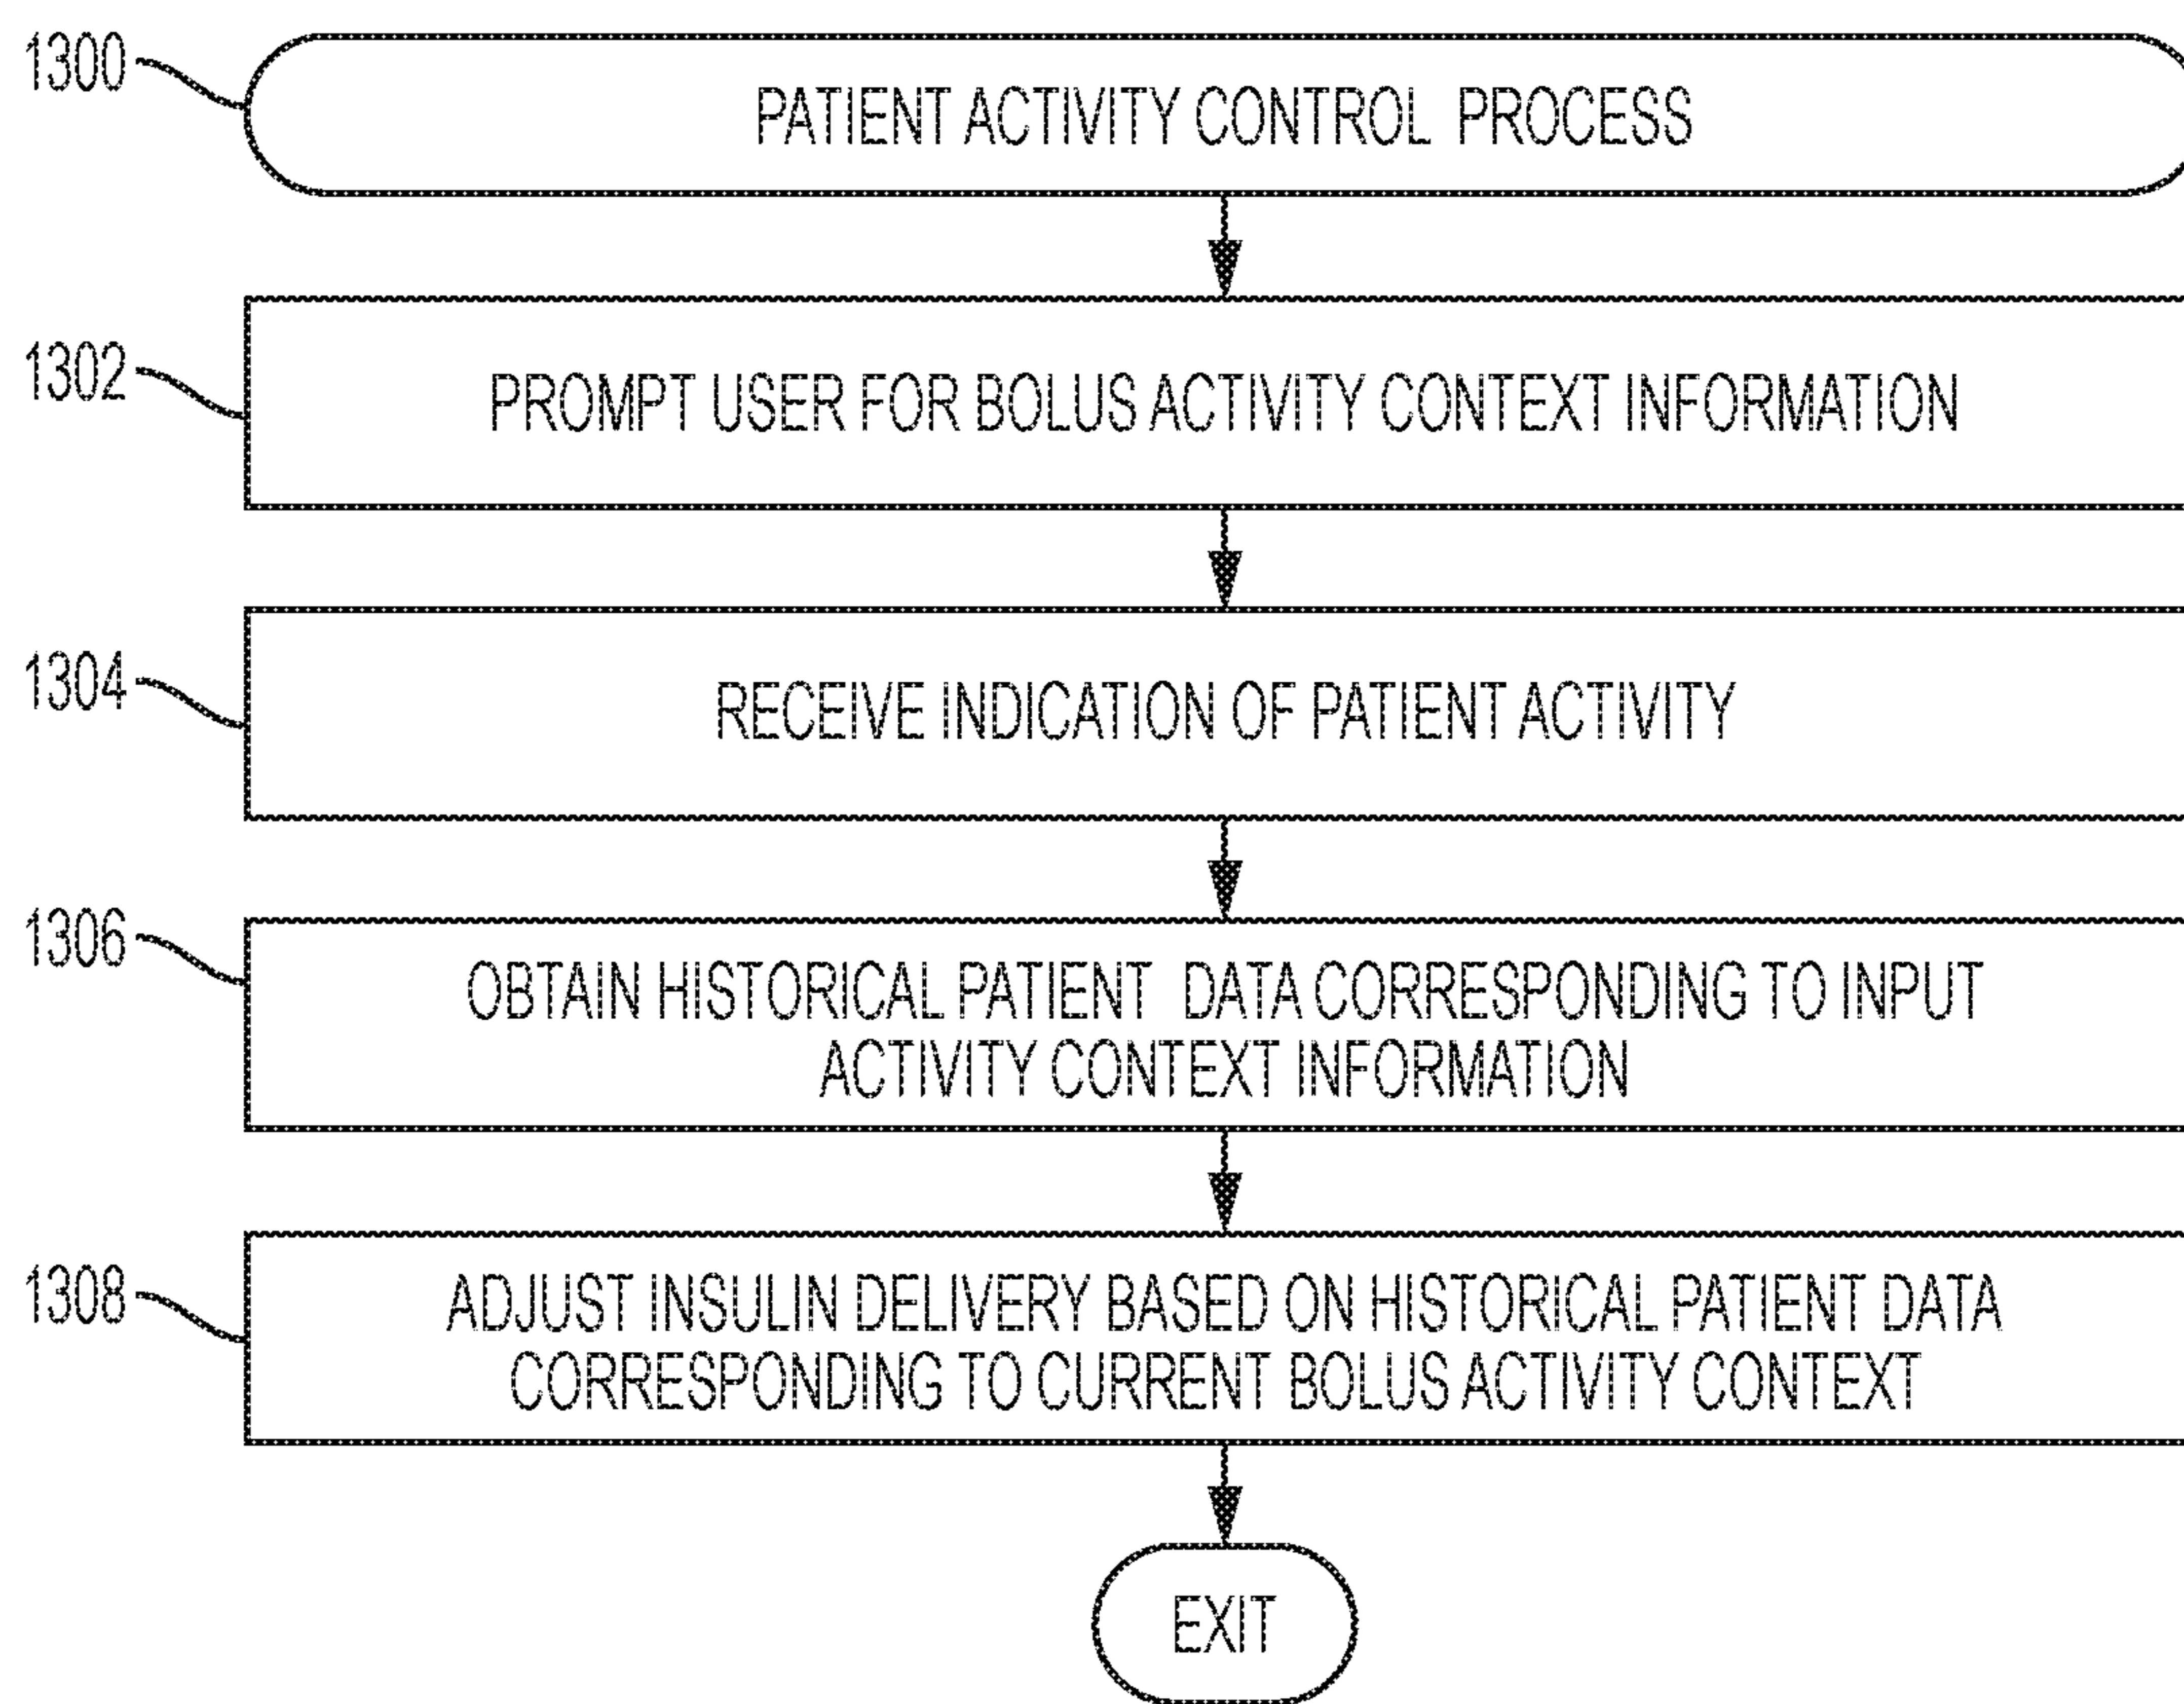 1300
PATIENT ACTIVITY CONTROL PROCESS
1302
PROMPT USER FOR BOLUS ACTIVITY CONTEXT INFORMATION
1304
RECEIVE INDICATION OF PATIENT ACTIVITY
1306
OBTAIN HISTORICAL PATIENT DATA CORRESPONDING TO INPUT
ACTIVITY CONTEXT INFORMATION
1308
ADJUST INSULIN DELIVERY BASED ON HISTORICAL PATIENT DATA
CORRESPONDING TO CURRENT BOLUS ACTIVITY CONTEXT
EXIT